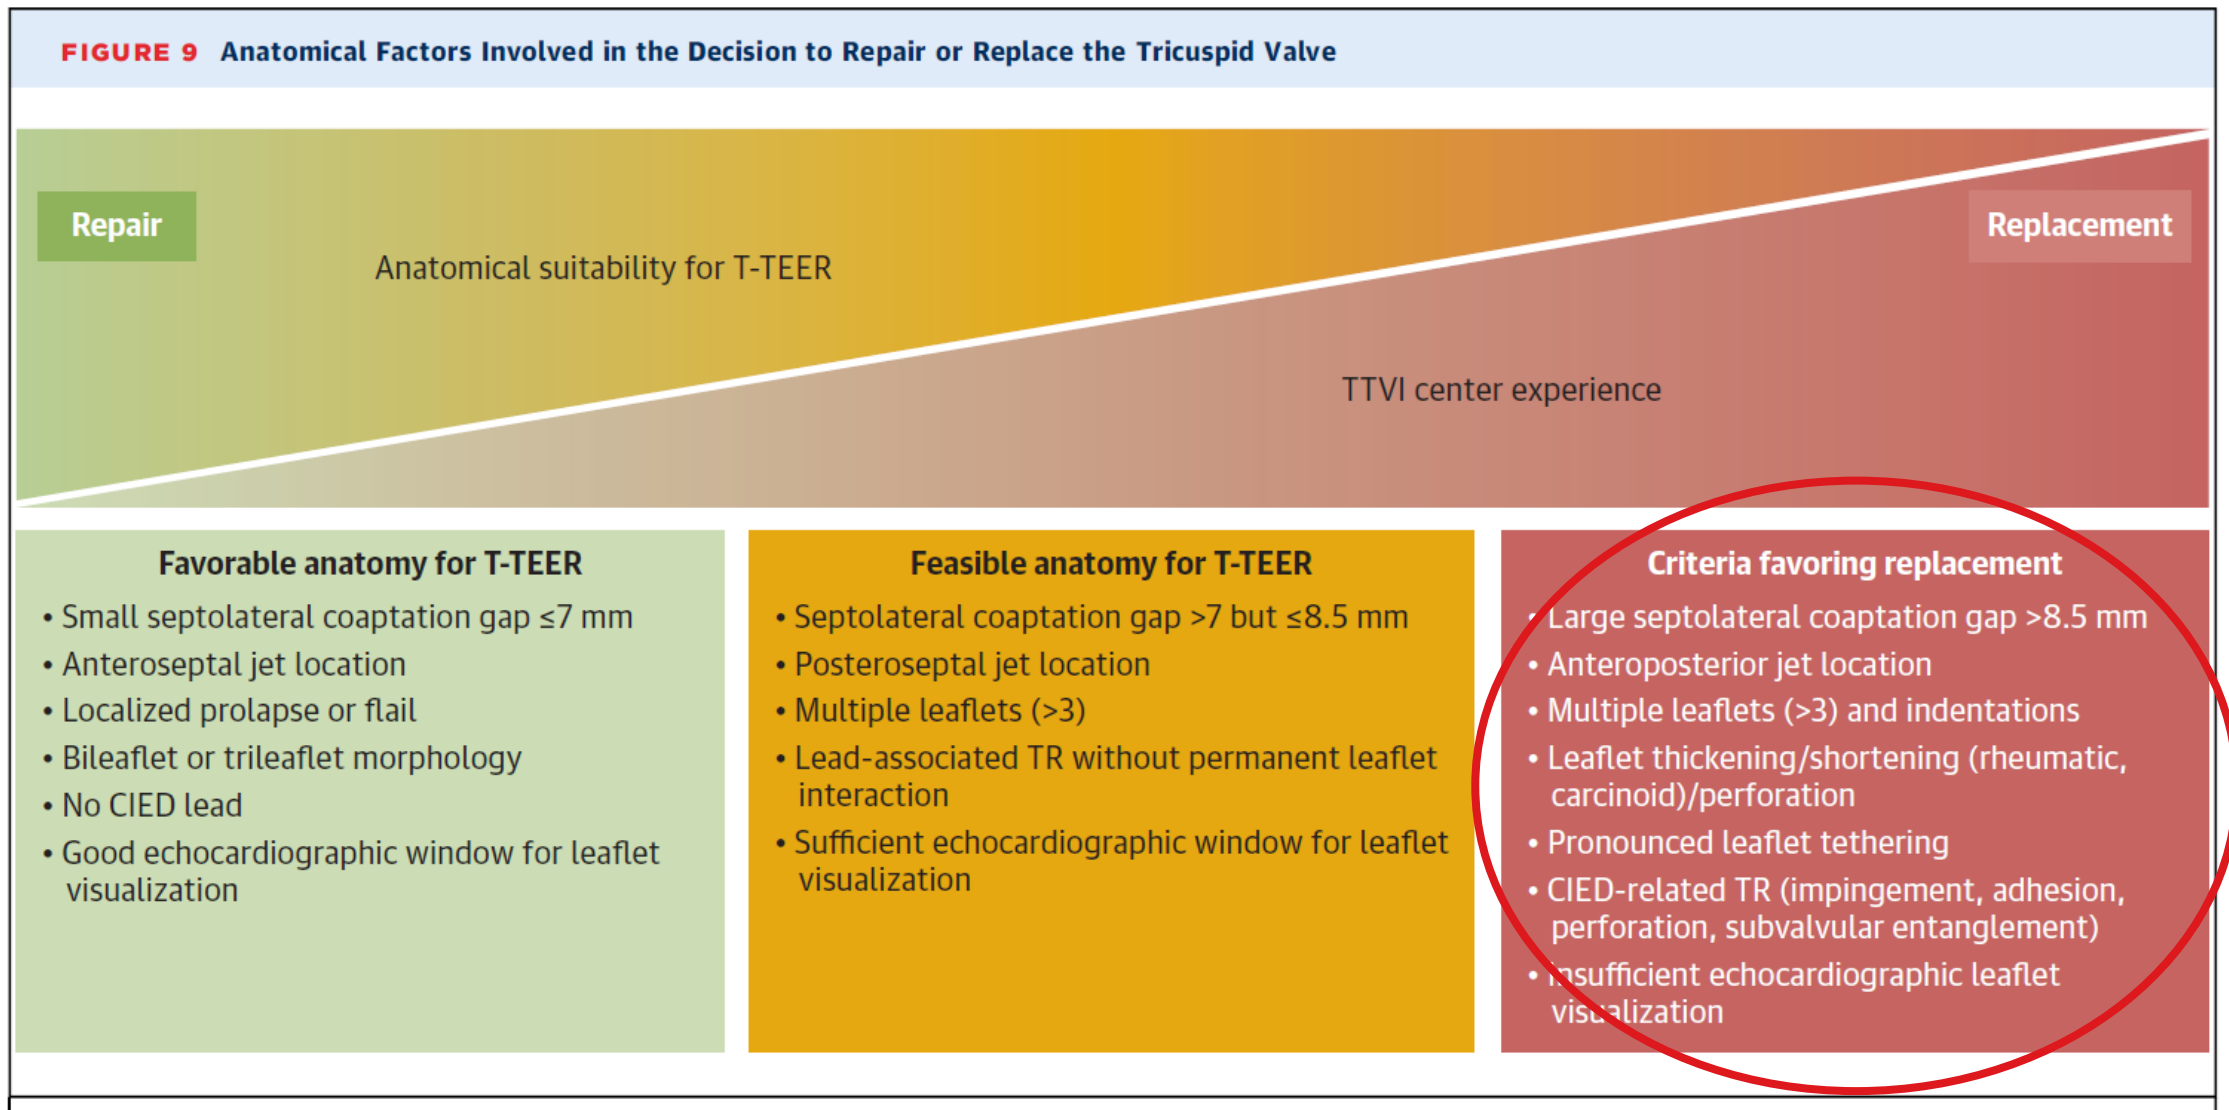 FIGURE 9 Anatomical Factors Involved in the Decision to Repair or Replace the Tricuspid Valve
Repair
Replacement
Anatomical suitability for T-TEER
TTVI center experience
Favorable anatomy for T-TEER
• Small septolateral coaptation gap ≤7 mm
• Anteroseptal jet location
• Localized prolapse or flail
• Bileaflet or trileaflet morphology
• No CIED lead
• Good echocardiographic window for leaflet
visualization
Feasible anatomy for T-TEER
• Septolateral coaptation gap >7 but ≤8.5 mm
• Posteroseptal jet location
• Multiple leaflets (>3)
• Lead-associated TR without permanent leaflet
interaction
• Sufficient echocardiographic window for leaflet
visualization
Criteria favoring replacement
• Large septolateral coaptation gap >8.5 mm
• Anteroposterior jet location
• Multiple leaflets (>3) and indentations
• Leaflet thickening/shortening (rheumatic,
carcinoid)/perforation
• Pronounced leaflet tethering
• CIED-related TR (impingement, adhesion,
perforation, subvalvular entanglement)
• Insufficient echocardiographic leaflet
visualization